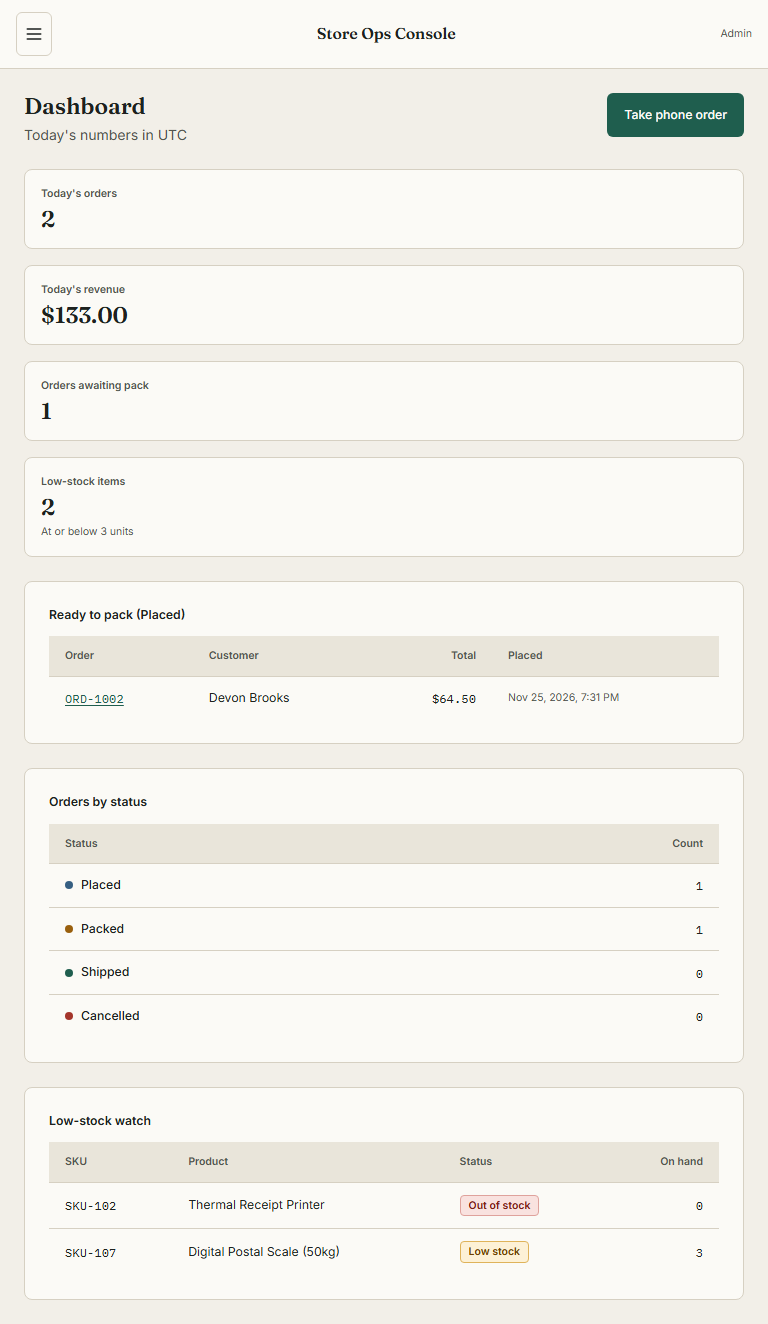 Store Ops Console
Admin
Dashboard
Take phone order
Today's numbers in UTC
Today's orders
2
Today's revenue
$133.00
Orders awaiting pack
1
Low-stock items
2
At or below 3 units
Ready to pack (Placed)
Order Customer Total Placed
ORD-1002 Devon Brooks $64.50 Nov 25, 2026, 7:31 PM
Orders by status
Status Count
Placed 1
Packed 1
Shipped 0
Cancelled 0
Low-stock watch
SKU Product Status On hand
SKU-102 Thermal Receipt Printer Out of stock 0
SKU-107 Digital Postal Scale (50kg) Low stock 3